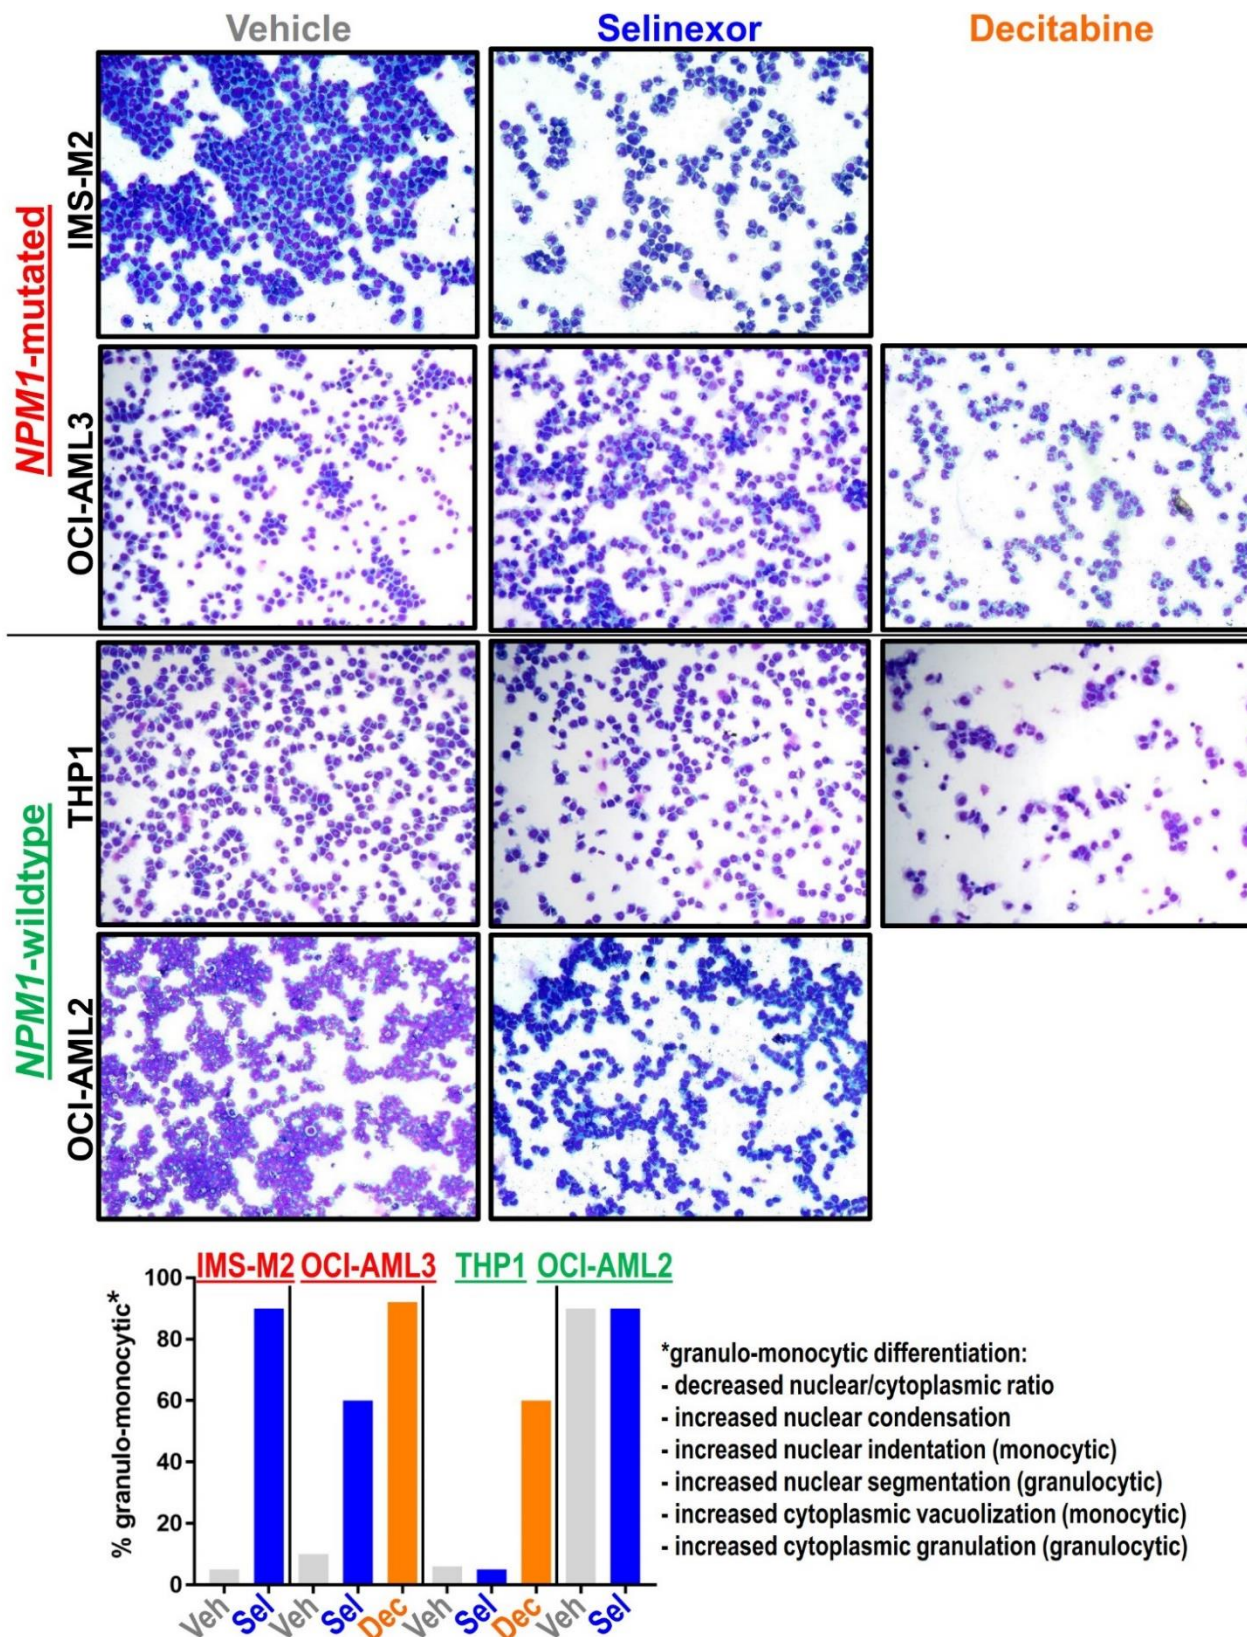 Vehicle Selinexor Decitabine
NPM1-mutated
IMS-M2
OCI-AML3
NPM1-wildtype
THP1
OCI-AML2
IMS-M2 OCI-AML3 THP1 OCI-AML2
% granulo-monocytic*
100
80
60
40
20
0
Veh Sel Veh Sel Dec Veh Sel Dec Veh Sel
*granulo-monocytic differentiation:
- decreased nuclear/cytoplasmic ratio
- increased nuclear condensation
- increased nuclear indentation (monocytic)
- increased nuclear segmentation (granulocytic)
- increased cytoplasmic vacuolization (monocytic)
- increased cytoplasmic granulation (granulocytic)